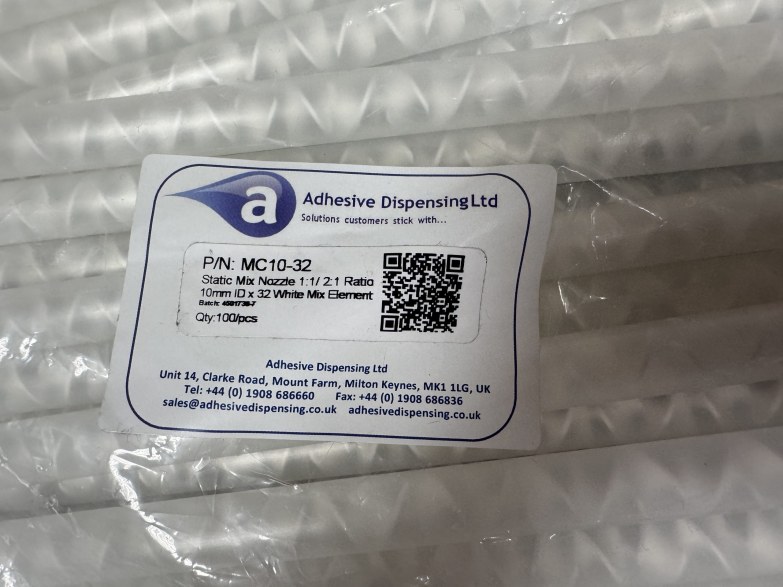 a
Adhesive Dispensing Ltd
Solutions customers stick with...
P/N: MC10-32
Static Mix Nozzle 1:1/ 2:1 Ratio
10mm ID x 32 White Mix Element
Batch:
Qty:100/pcs
Adhesive Dispensing Ltd
Unit 14, Clarke Road, Mount Farm, Milton Keynes, MK1 1LG, UK
Tel: +44 (0) 1908 686660 Fax: +44 (0) 1908 686836
sales@adhesivedispensing.co.uk adhesivedispensing.co.uk